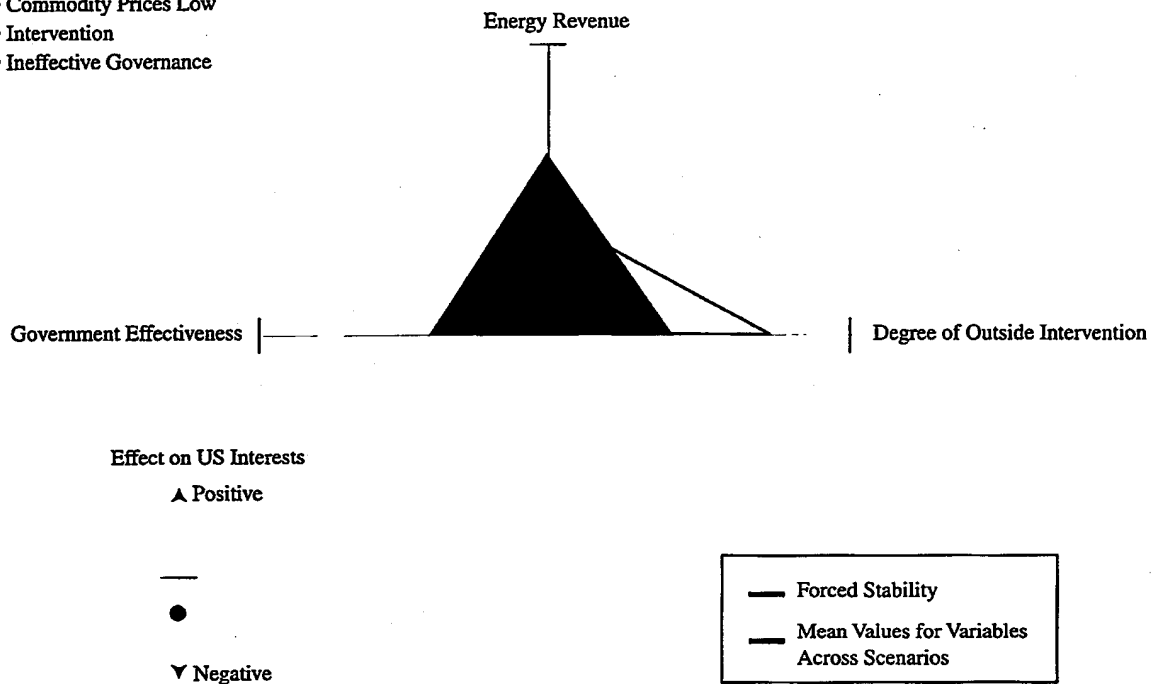 Commodity Prices Low
Intervention
Ineffective Governance
Energy Revenue
Government Effectiveness
Degree of Outside Intervention
Effect on US Interests
Positive
Negative
Forced Stability
Mean Values for Variables
Across Scenarios